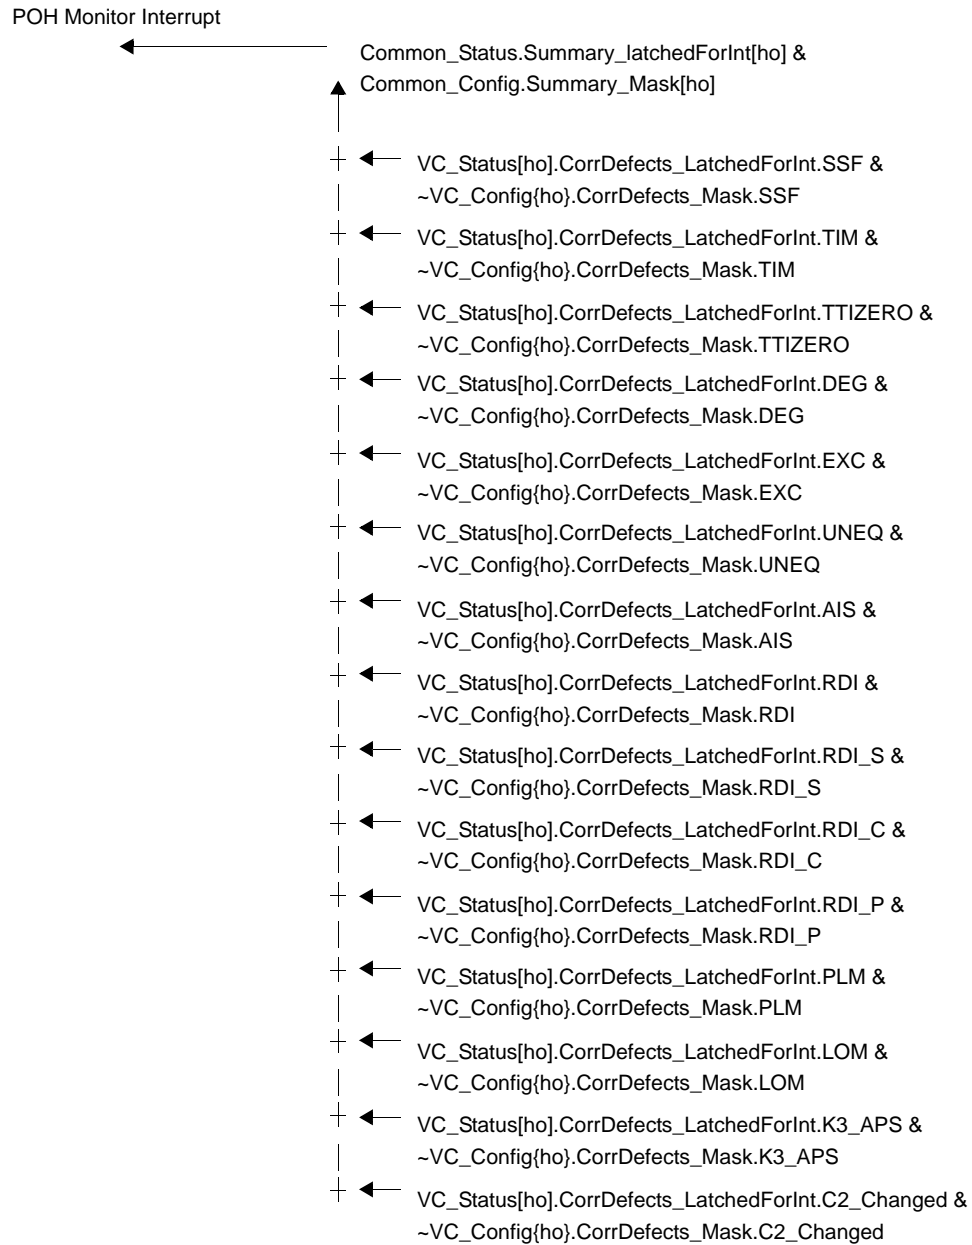 POH Monitor Interrupt
Common_Status.Summary_latchedForInt[ho] &
Common_Config.Summary_Mask[ho]
VC_Status[ho].CorrDefects_LatchedForInt.SSF &
~VC_Config{ho}.CorrDefects_Mask.SSF
VC_Status[ho].CorrDefects_LatchedForInt.TIM &
~VC_Config{ho}.CorrDefects_Mask.TIM
VC_Status[ho].CorrDefects_LatchedForInt.TTIZERO &
~VC_Config{ho}.CorrDefects_Mask.TTIZERO
VC_Status[ho].CorrDefects_LatchedForInt.DEG &
~VC_Config{ho}.CorrDefects_Mask.DEG
VC_Status[ho].CorrDefects_LatchedForInt.EXC &
~VC_Config{ho}.CorrDefects_Mask.EXC
VC_Status[ho].CorrDefects_LatchedForInt.UNEQ &
~VC_Config{ho}.CorrDefects_Mask.UNEQ
VC_Status[ho].CorrDefects_LatchedForInt.AIS &
~VC_Config{ho}.CorrDefects_Mask.AIS
VC_Status[ho].CorrDefects_LatchedForInt.RDI &
~VC_Config{ho}.CorrDefects_Mask.RDI
VC_Status[ho].CorrDefects_LatchedForInt.RDI_S &
~VC_Config{ho}.CorrDefects_Mask.RDI_S
VC_Status[ho].CorrDefects_LatchedForInt.RDI_C &
~VC_Config{ho}.CorrDefects_Mask.RDI_C
VC_Status[ho].CorrDefects_LatchedForInt.RDI_P &
~VC_Config{ho}.CorrDefects_Mask.RDI_P
VC_Status[ho].CorrDefects_LatchedForInt.PLM &
~VC_Config{ho}.CorrDefects_Mask.PLM
VC_Status[ho].CorrDefects_LatchedForInt.LOM &
~VC_Config{ho}.CorrDefects_Mask.LOM
VC_Status[ho].CorrDefects_LatchedForInt.K3_APS &
~VC_Config{ho}.CorrDefects_Mask.K3_APS
VC_Status[ho].CorrDefects_LatchedForInt.C2_Changed &
~VC_Config{ho}.CorrDefects_Mask.C2_Changed